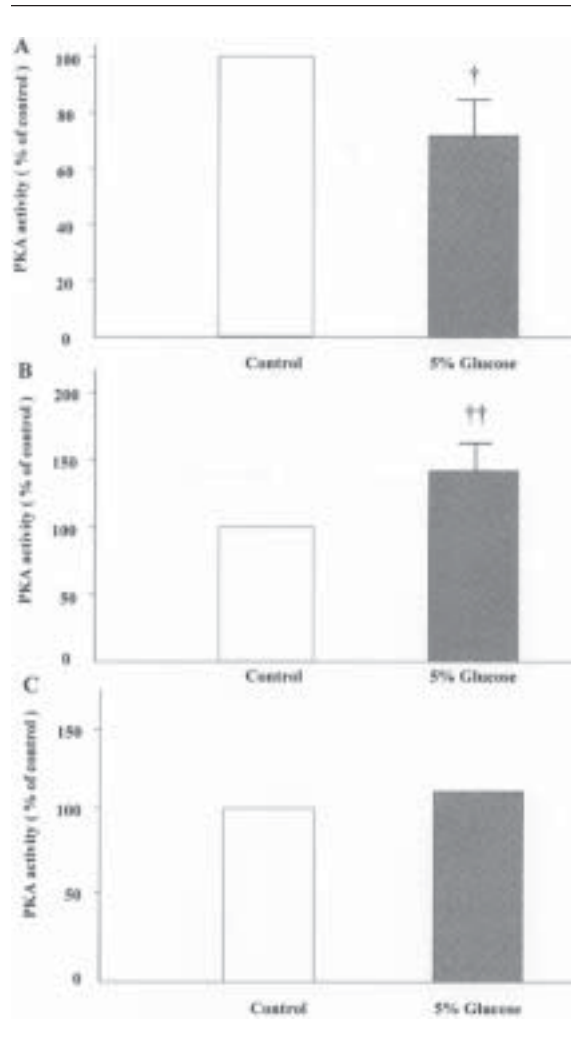 A
PKA activity ( % of control )
100
80
60
40
20
0
†
Control 5% Glucose
B
PKA activity ( % of control )
200
150
100
50
0
††
Control 5% Glucose
C
PKA activity ( % of control )
150
100
50
0
Control 5% Glucose